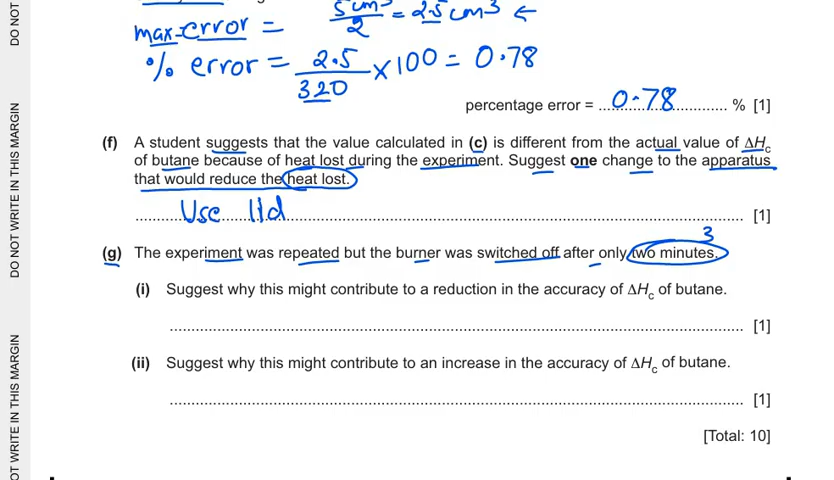 5 cm³
max error = 2 = 2.5 cm³ ←
% error = 2.5 × 100 = 0.78
320
percentage error = 0.78 % [1]
(f) A student suggests that the value calculated in (c) is different from the actual value of ΔHc
of butane because of heat lost during the experiment. Suggest one change to the apparatus
that would reduce the heat lost.
Use lid [1]
3
(g) The experiment was repeated but the burner was switched off after only two minutes.
(i) Suggest why this might contribute to a reduction in the accuracy of ΔHc of butane.
[1]
(ii) Suggest why this might contribute to an increase in the accuracy of ΔHc of butane.
[1]
[Total: 10]
DO NOT WRITE IN THIS MARGIN
DO NOT WRITE IN THIS MARGIN